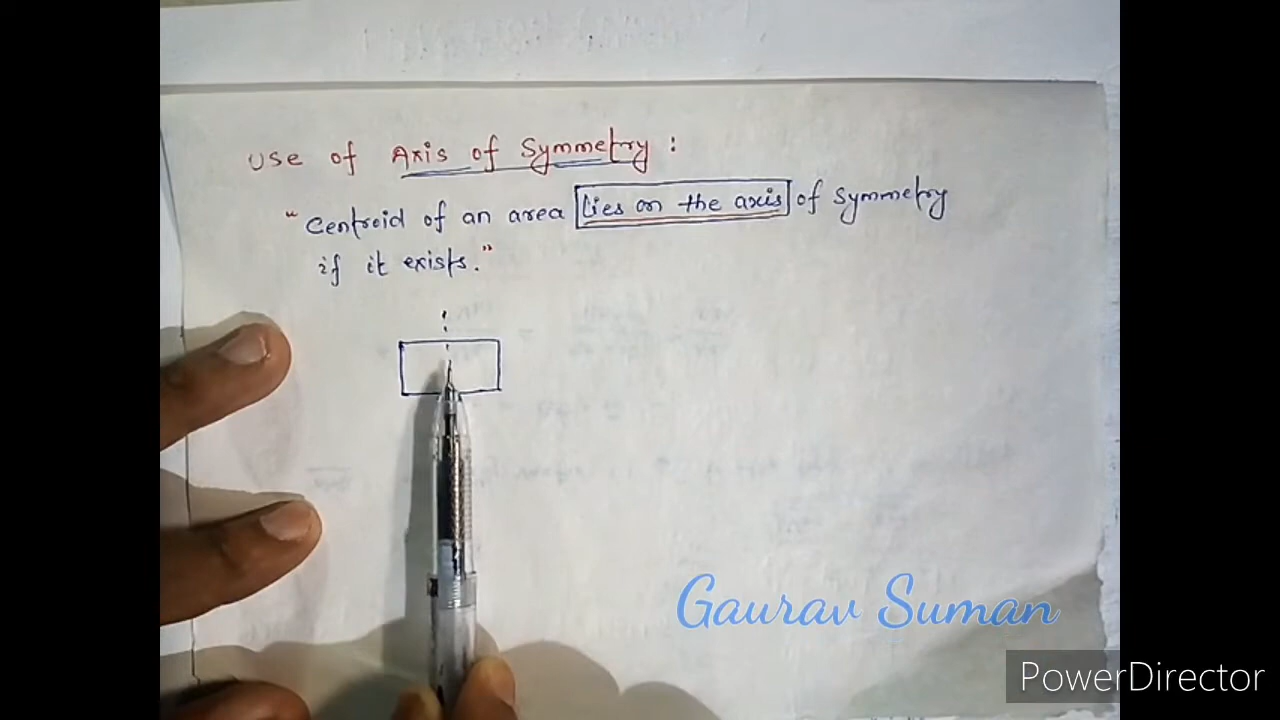 Use of Axis of Symmetry :
"Centroid of an area lies on the axis of symmetry
if it exists."
Gaurav Suman
PowerDirector